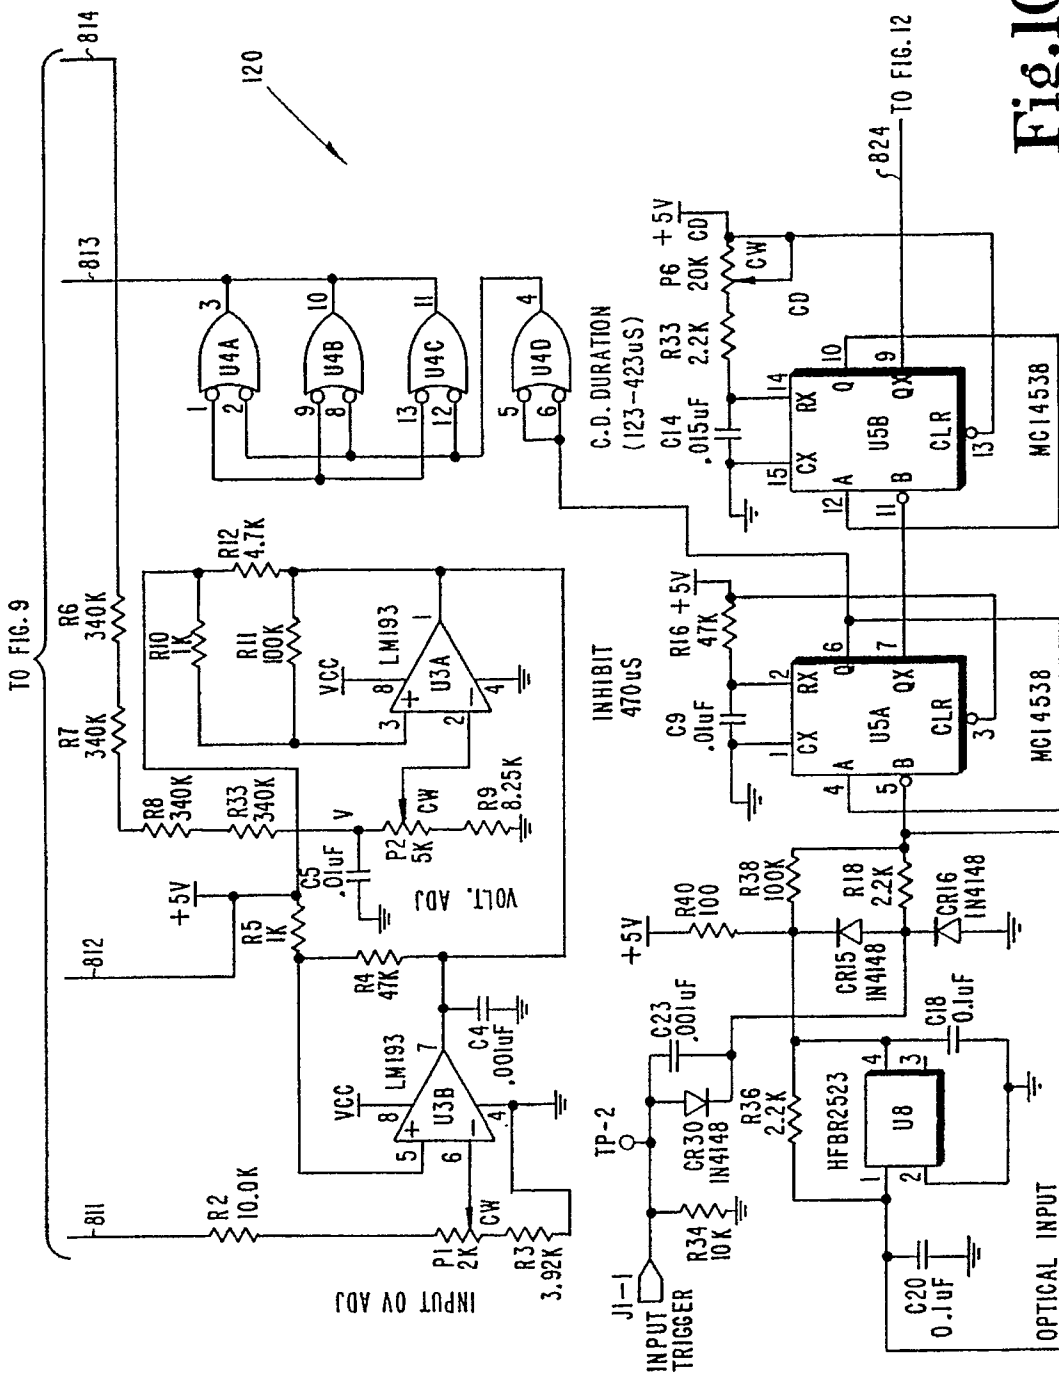 TO FIG. 9
811
812
813
814
120
R2
10.0K
INPUT OV ADJ
P1
2K
CW
R3
3.92K
VCC
LM193
8
5
+
6
−
U3B
7
4
C4
.001uF
R4
47K
R5
1K
+5V
R7
340K
R6
340K
R8
340K
R33
340K
C5
.01uF
V
VOLT. ADJ
P2
5K
CW
R9
8.25K
R10
1K
R11
100K
R12
4.7K
VCC
LM193
8
3
+
2
−
U3A
1
4
1
2
U4A
3
9
8
U4B
10
13
12
U4C
11
5
6
U4D
4
J1-1
INPUT
TRIGGER
R34
10K
TP-2
CR30
1N4148
C23
.001uF
+5V
R40
100
R38
100K
R36
2.2K
CR15
1N4148
R18
2.2K
CR16
1N4148
HFBR2523
1
2
U8
4
3
C18
0.1uF
C20
0.1uF
OPTICAL INPUT
INHIBIT
470uS
C9
.01uF
R16
47K
+5V
1
2
CX
RX
4
A
Q
6
U5A
5
B
QX
7
CLR
3
MC14538
C.D. DURATION
(123-423uS)
C14
.015uF
R33
2.2K
P6
20K
+5V
CD
CW
CD
15
14
CX
RX
12
A
Q
10
U5B
11
B
QX
9
CLR
13
MC14538
824
TO FIG. 12